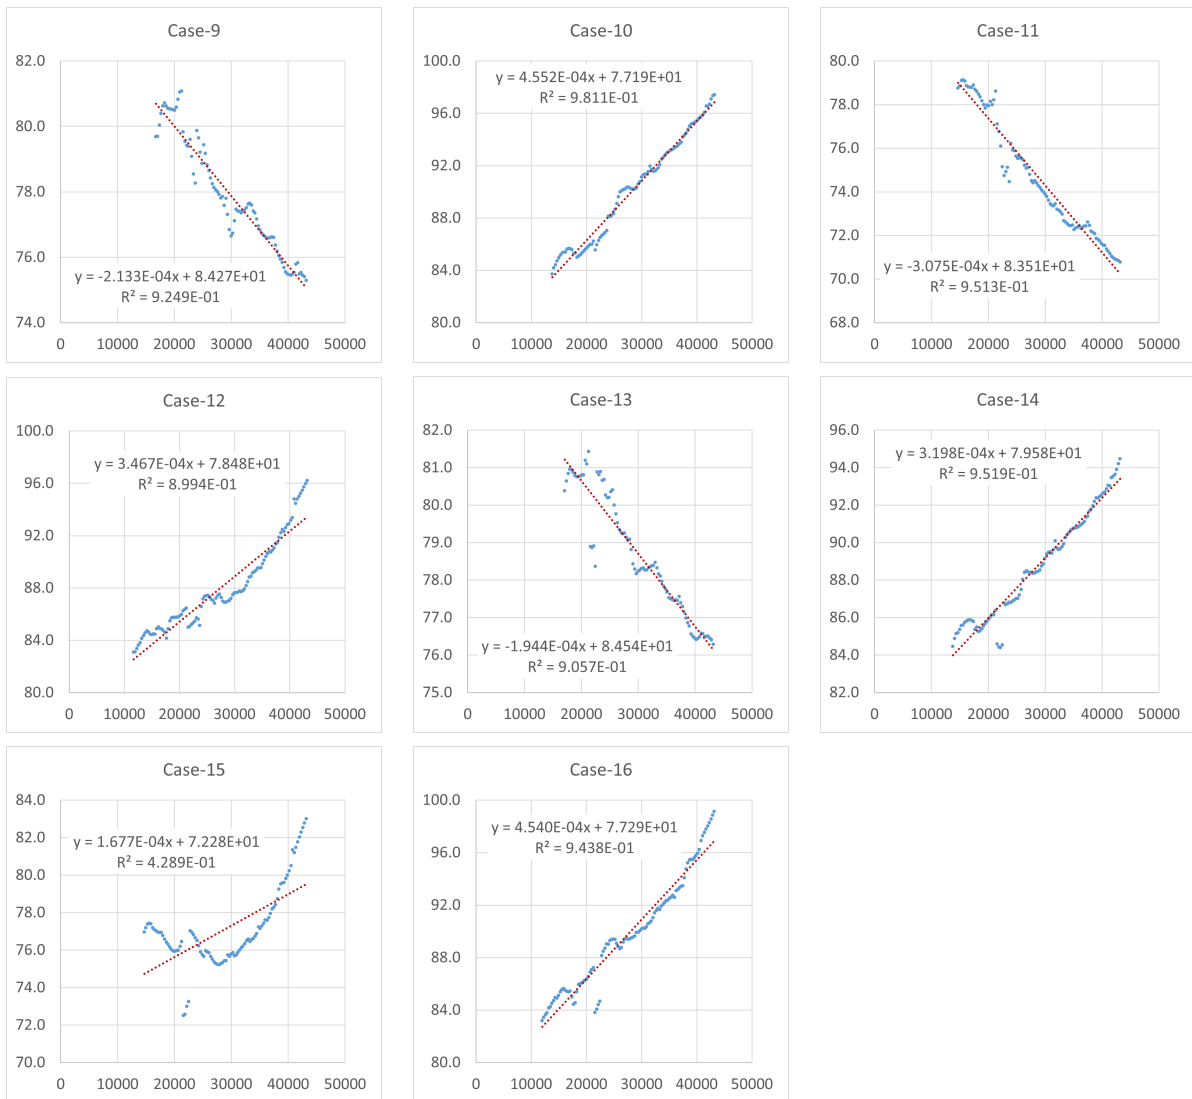 Case-9
82.0
80.0
78.0
76.0
74.0
y = -2.133E-04x + 8.427E+01
R² = 9.249E-01
0 10000 20000 30000 40000 50000
Case-10
100.0
96.0
92.0
88.0
84.0
80.0
y = 4.552E-04x + 7.719E+01
R² = 9.811E-01
0 10000 20000 30000 40000 50000
Case-11
80.0
78.0
76.0
74.0
72.0
70.0
68.0
y = -3.075E-04x + 8.351E+01
R² = 9.513E-01
0 10000 20000 30000 40000 50000
Case-12
100.0
96.0
92.0
88.0
84.0
80.0
y = 3.467E-04x + 7.848E+01
R² = 8.994E-01
0 10000 20000 30000 40000 50000
Case-13
82.0
81.0
80.0
79.0
78.0
77.0
76.0
75.0
y = -1.944E-04x + 8.454E+01
R² = 9.057E-01
0 10000 20000 30000 40000 50000
Case-14
96.0
94.0
92.0
90.0
88.0
86.0
84.0
82.0
y = 3.198E-04x + 7.958E+01
R² = 9.519E-01
0 10000 20000 30000 40000 50000
Case-15
84.0
82.0
80.0
78.0
76.0
74.0
72.0
70.0
y = 1.677E-04x + 7.228E+01
R² = 4.289E-01
0 10000 20000 30000 40000 50000
Case-16
100.0
96.0
92.0
88.0
84.0
80.0
y = 4.540E-04x + 7.729E+01
R² = 9.438E-01
0 10000 20000 30000 40000 50000